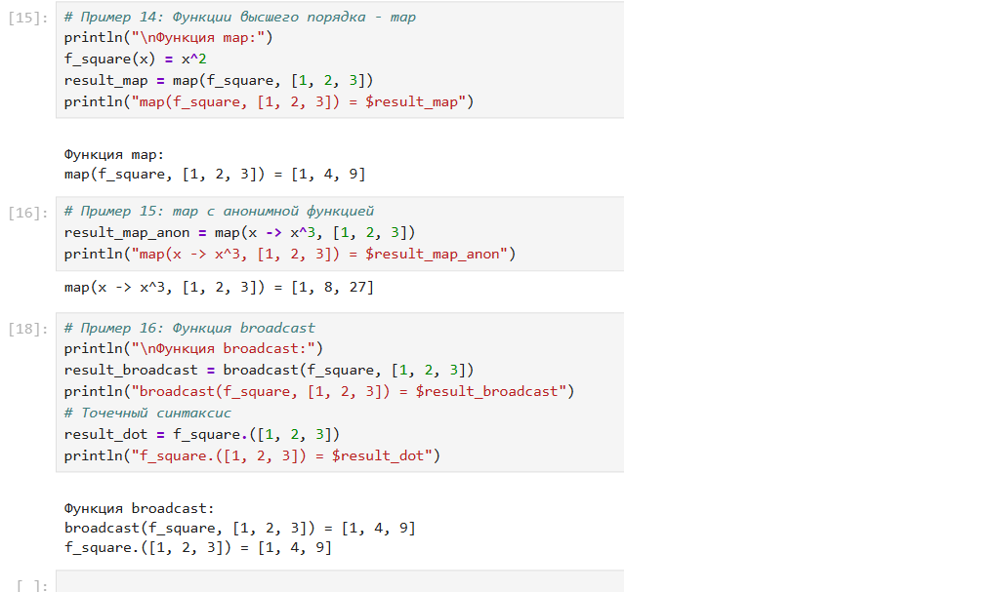 [15]: # Пример 14: Функции высшего порядка - map
println("\nФункция map:")
f_square(x) = x^2
result_map = map(f_square, [1, 2, 3])
println("map(f_square, [1, 2, 3]) = $result_map")
Функция map:
map(f_square, [1, 2, 3]) = [1, 4, 9]
[16]: # Пример 15: map с анонимной функцией
result_map_anon = map(x -> x^3, [1, 2, 3])
println("map(x -> x^3, [1, 2, 3]) = $result_map_anon")
map(x -> x^3, [1, 2, 3]) = [1, 8, 27]
[18]: # Пример 16: Функция broadcast
println("\nФункция broadcast:")
result_broadcast = broadcast(f_square, [1, 2, 3])
println("broadcast(f_square, [1, 2, 3]) = $result_broadcast")
# Точечный синтаксис
result_dot = f_square.([1, 2, 3])
println("f_square.([1, 2, 3]) = $result_dot")
Функция broadcast:
broadcast(f_square, [1, 2, 3]) = [1, 4, 9]
f_square.([1, 2, 3]) = [1, 4, 9]
[ ]: